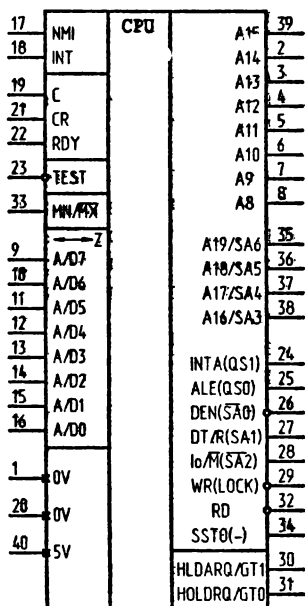 CPU
17 NMI
18 INT
19 C
21 CR
22 RDY
23 TEST
33 MN/M̅X̅
Z
9 A/D7
10 A/D6
11 A/D5
12 A/D4
13 A/D3
14 A/D2
15 A/D1
16 A/D0
1 0V
20 0V
40 5V
A15 39
A14 2
A13 3
A12 4
A11 5
A10 6
A9 7
A8 8
A19/SA6 35
A18/SA5 36
A17/SA4 37
A16/SA3 38
INTA(QS1) 24
ALE(QS0) 25
DEN(S̅A̅0̅) 26
DT/R(SA1) 27
Io/M̅(S̅A̅2̅) 28
WR(LOCK) 29
RD 32
SST0(-) 34
HLDARQ/GT1 30
HOLDRQ/GT0 31